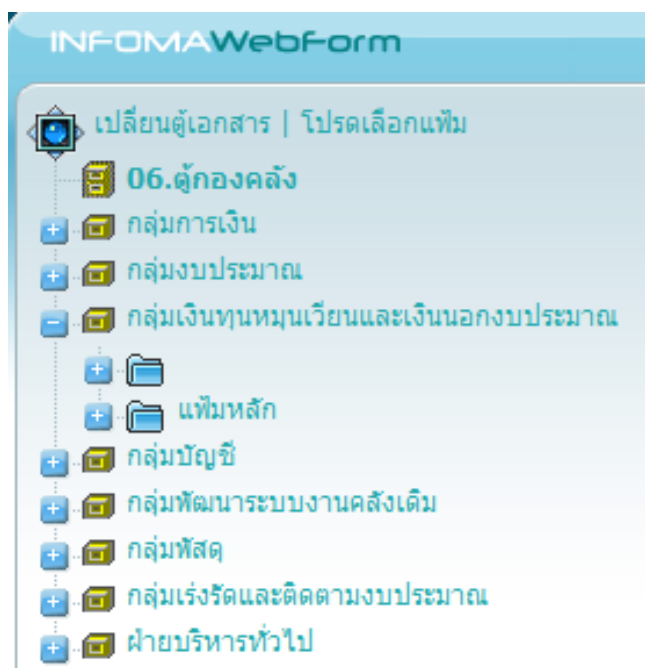 INFOMAWebForm
เปลี่ยนตู้เอกสาร | โปรดเลือกแฟ้ม
06.ตู้กองคลัง
กลุ่มการเงิน
กลุ่มงบประมาณ
กลุ่มเงินทุนหมุนเวียนและเงินนอกงบประมาณ
แฟ้มหลัก
กลุ่มบัญชี
กลุ่มพัฒนาระบบงานคลังเดิม
กลุ่มพัสดุ
กลุ่มเร่งรัดและติดตามงบประมาณ
ฝ่ายบริหารทั่วไป